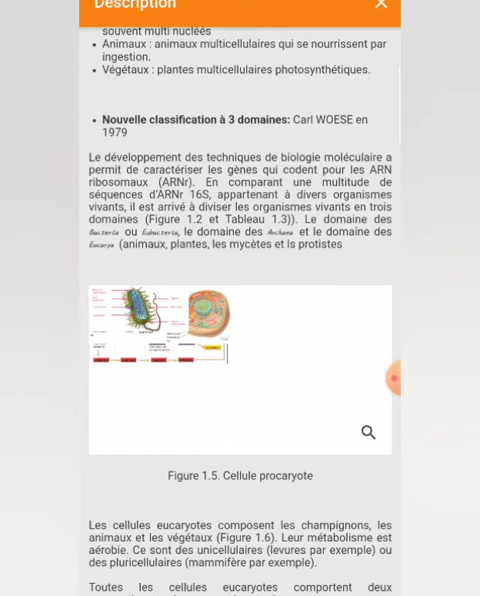 Description
souvent multi nucléés
• Animaux : animaux multicellulaires qui se nourrissent par
ingestion.
• Végétaux : plantes multicellulaires photosynthétiques.
• Nouvelle classification à 3 domaines: Carl WOESE en
1979
Le développement des techniques de biologie moléculaire a
permit de caractériser les gènes qui codent pour les ARN
ribosomaux (ARNr). En comparant une multitude de
séquences d'ARNr 16S, appartenant à divers organismes
vivants, il est arrivé à diviser les organismes vivants en trois
domaines (Figure 1.2 et Tableau 1.3)). Le domaine des
Bacteria ou Eubacteria, le domaine des Archaea et le domaine des
Eucarya (animaux, plantes, les mycètes et ls protistes
Figure 1.5. Cellule procaryote
Les cellules eucaryotes composent les champignons, les
animaux et les végétaux (Figure 1.6). Leur métabolisme est
aérobie. Ce sont des unicellulaires (levures par exemple) ou
des pluricellulaires (mammifère par exemple).
Toutes les cellules eucaryotes comportent deux